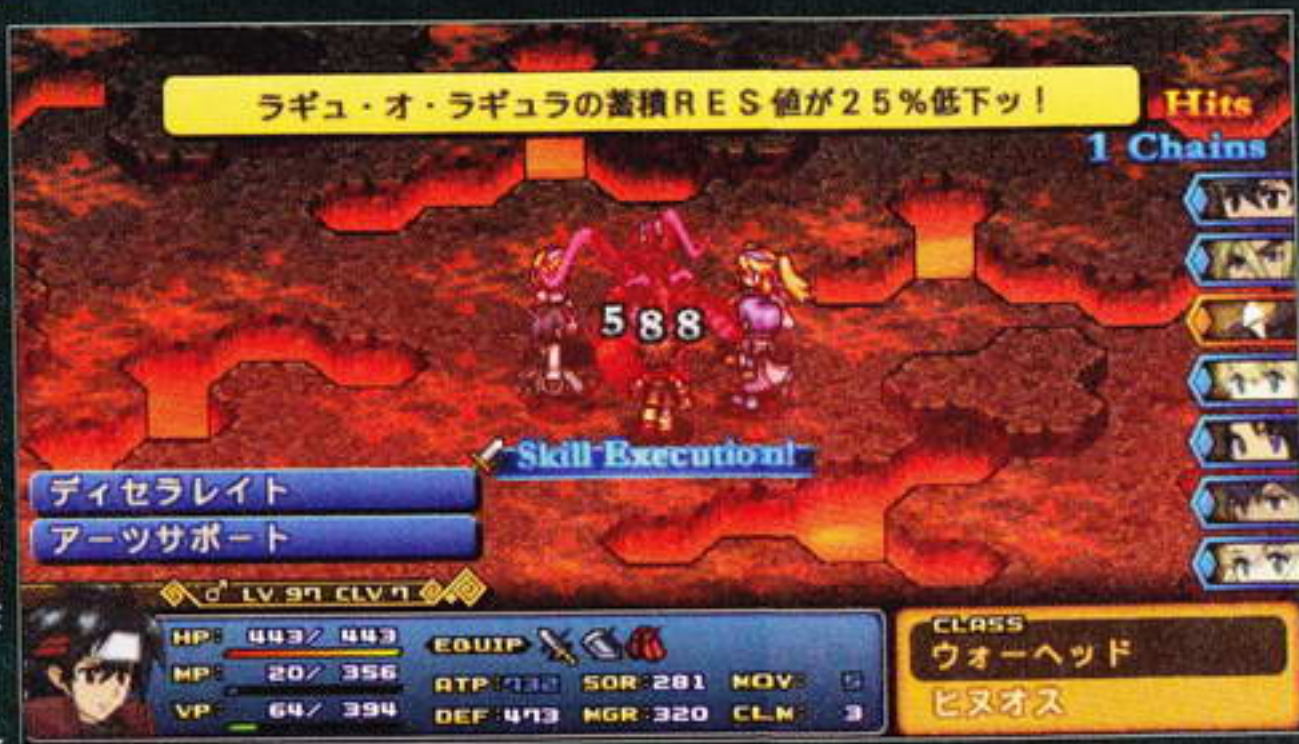 ラギュ・オ・ラギュラの蓄積RES値が25%低下ッ!
Hits
1 Chains
588
Skill Execution!
ディセラレイト
アーツサポート
♂ LV 97 CLV 7
HP: 443/ 443
MP: 20/ 356
VP: 64/ 394
EQUIP
ATP: 932 SOR: 281 MOV:
DEF: 473 MGR: 320 CLM: 3
CLASS
ウォーヘッド
ヒヌオス